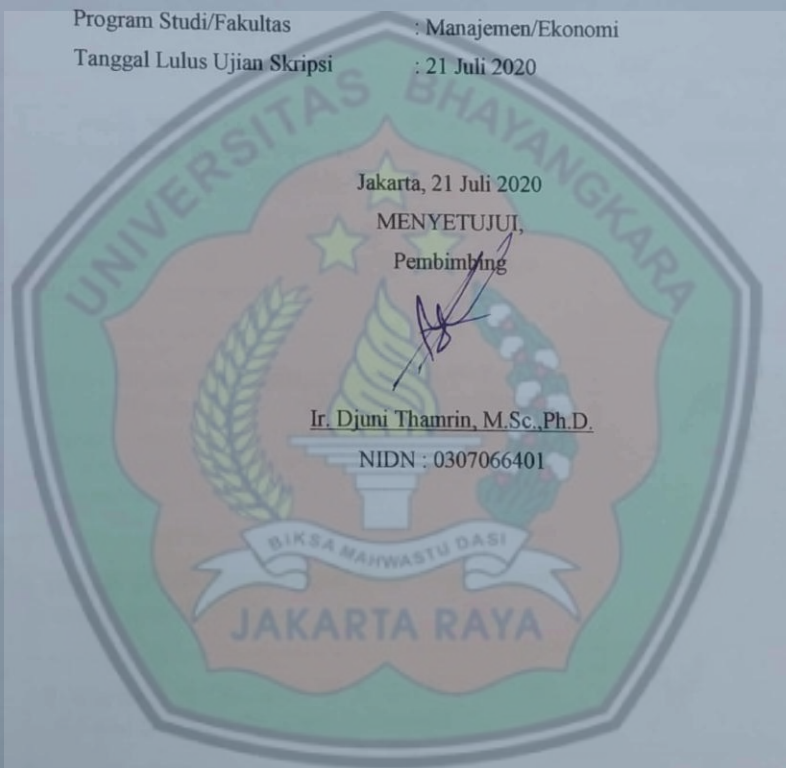 Program Studi/Fakultas : Manajemen/Ekonomi
Tanggal Lulus Ujian Skripsi : 21 Juli 2020
UNIVERSITAS BHAYANGKARA
Jakarta, 21 Juli 2020
MENYETUJUI,
Pembimbing
Ir. Djuni Thamrin, M.Sc.,Ph.D.
NIDN : 0307066401
BIKSA MAHWASTU DASI
JAKARTA RAYA